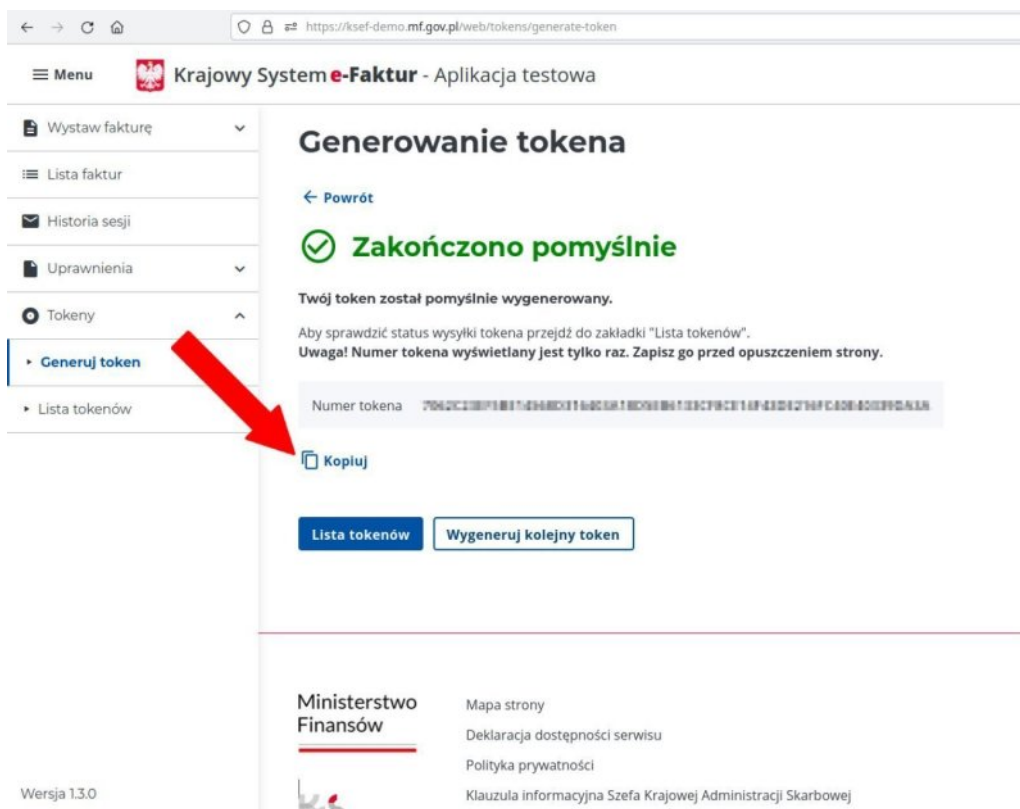 https://ksef-demo.mf.gov.pl/web/tokens/generate-token
Menu
Krajowy System e-Faktur - Aplikacja testowa
Wystaw fakturę
Lista faktur
Historia sesji
Uprawnienia
Tokeny
Generuj token
Lista tokenów
Generowanie tokena
Powrót
Zakończono pomyślnie
Twój token został pomyślnie wygenerowany.
Aby sprawdzić status wysyłki tokena przejdź do zakładki "Lista tokenów".
Uwaga! Numer tokena wyświetlany jest tylko raz. Zapisz go przed opuszczeniem strony.
Numer tokena
Kopiuj
Lista tokenów
Wygeneruj kolejny token
Ministerstwo
Finansów
Mapa strony
Deklaracja dostępności serwisu
Polityka prywatności
Klauzula informacyjna Szefa Krajowej Administracji Skarbowej
Wersja 1.3.0